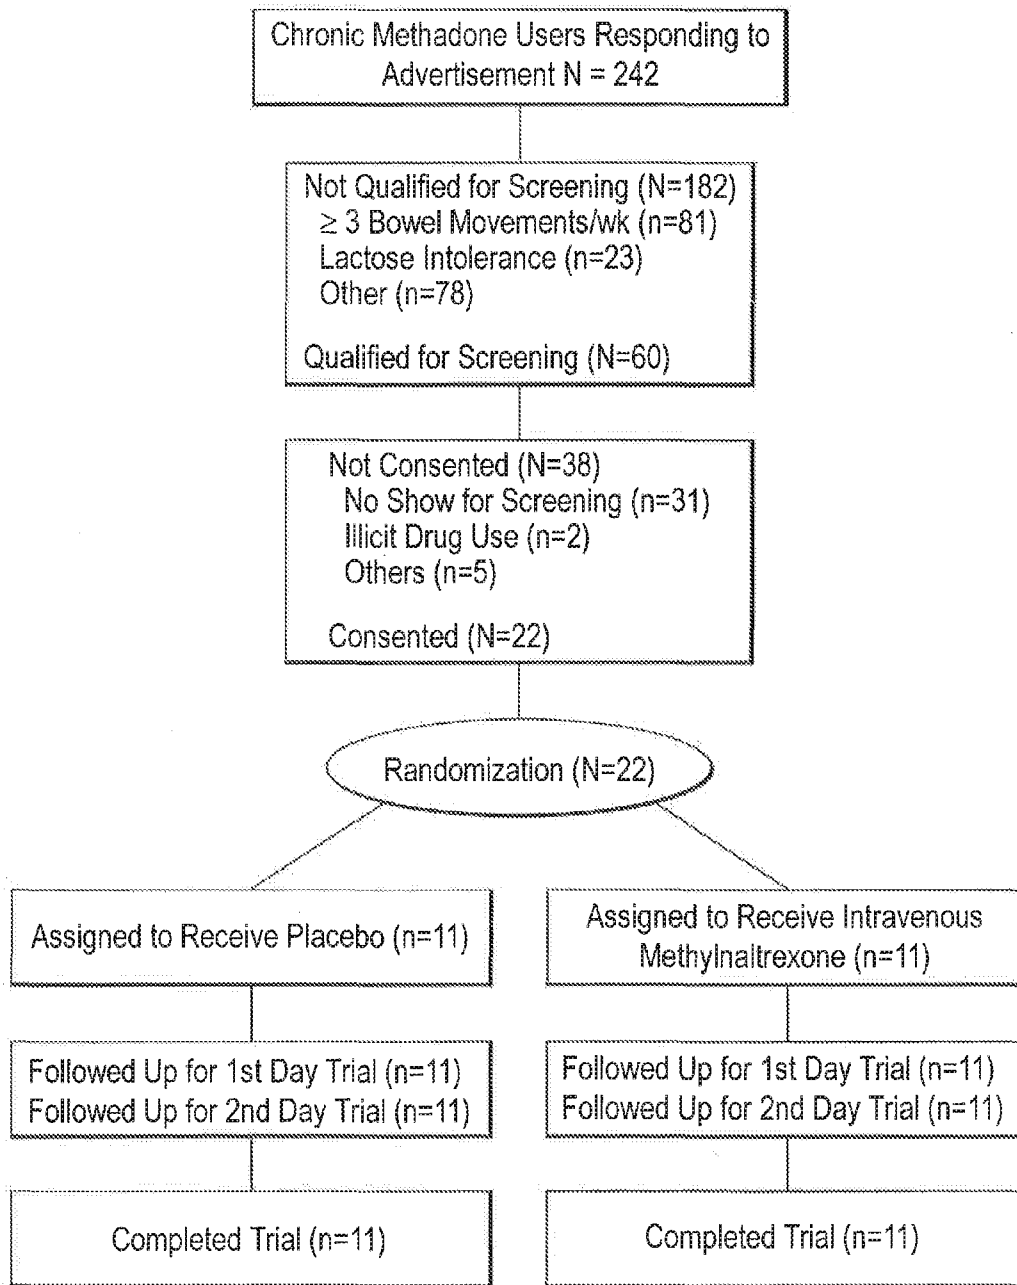 Chronic Methadone Users Responding to
Advertisement N = 242
Not Qualified for Screening (N=182)
≥ 3 Bowel Movements/wk (n=81)
Lactose Intolerance (n=23)
Other (n=78)
Qualified for Screening (N=60)
Not Consented (N=38)
No Show for Screening (n=31)
Illicit Drug Use (n=2)
Others (n=5)
Consented (N=22)
Randomization (N=22)
Assigned to Receive Placebo (n=11)
Assigned to Receive Intravenous
Methylnaltrexone (n=11)
Followed Up for 1st Day Trial (n=11)
Followed Up for 2nd Day Trial (n=11)
Followed Up for 1st Day Trial (n=11)
Followed Up for 2nd Day Trial (n=11)
Completed Trial (n=11)
Completed Trial (n=11)